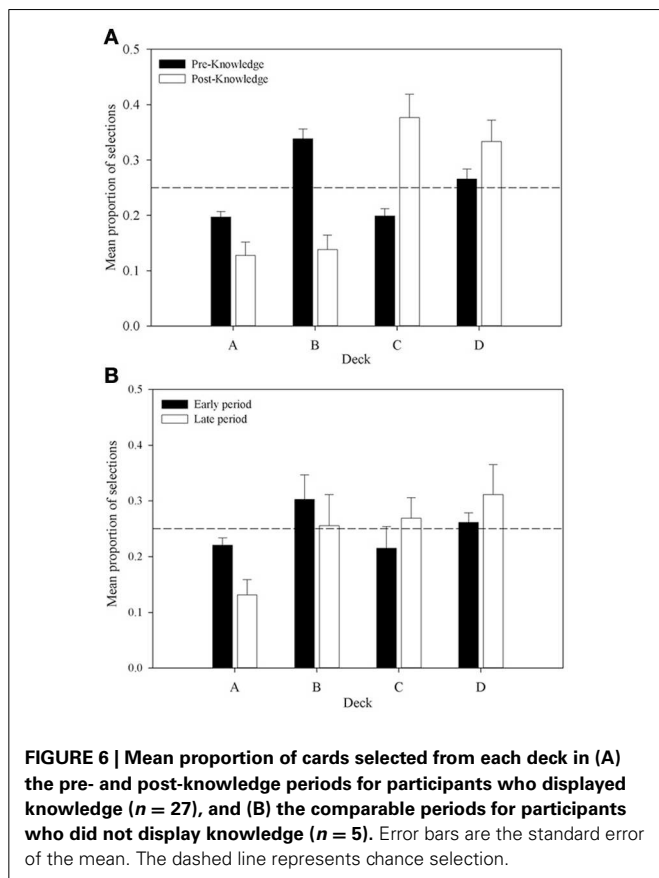 A
0.5
Pre-Knowledge
Post-Knowledge
0.4
0.3
0.2
0.1
0.0
Mean proportion of selections
A B C D
Deck
B
0.5
Early period
Late period
0.4
0.3
0.2
0.1
0.0
Mean proportion of selections
A B C D
Deck
FIGURE 6 | Mean proportion of cards selected from each deck in (A)
the pre- and post-knowledge periods for participants who displayed
knowledge (n = 27), and (B) the comparable periods for participants
who did not display knowledge (n = 5). Error bars are the standard error
of the mean. The dashed line represents chance selection.